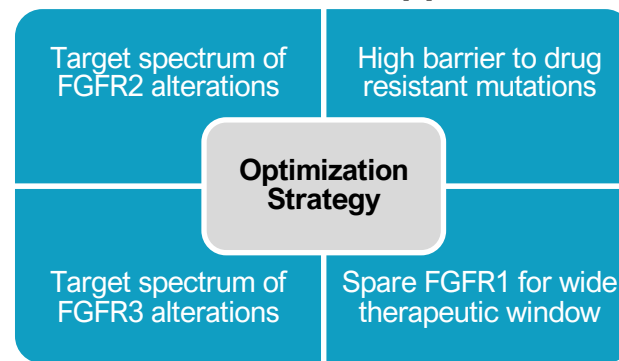 Target spectrum of
FGFR2 alterations
High barrier to drug
resistant mutations
Optimization
Strategy
Target spectrum of
FGFR3 alterations
Spare FGFR1 for wide
therapeutic window